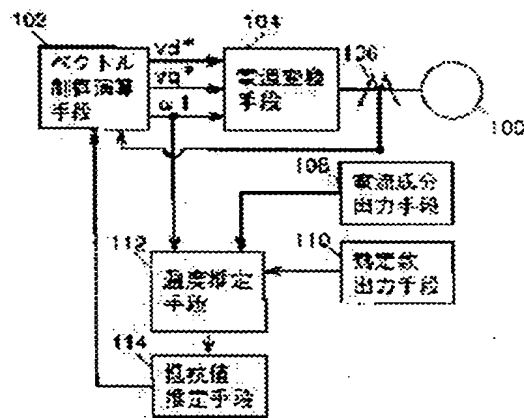 102
ベクトル
制御演算
手段
vd*
vq*
ω1
104
電源変換
手段
106
100
108
電流成分
出力手段
110
熱定数
出力手段
112
温度推定
手段
114
抵抗値
推定手段